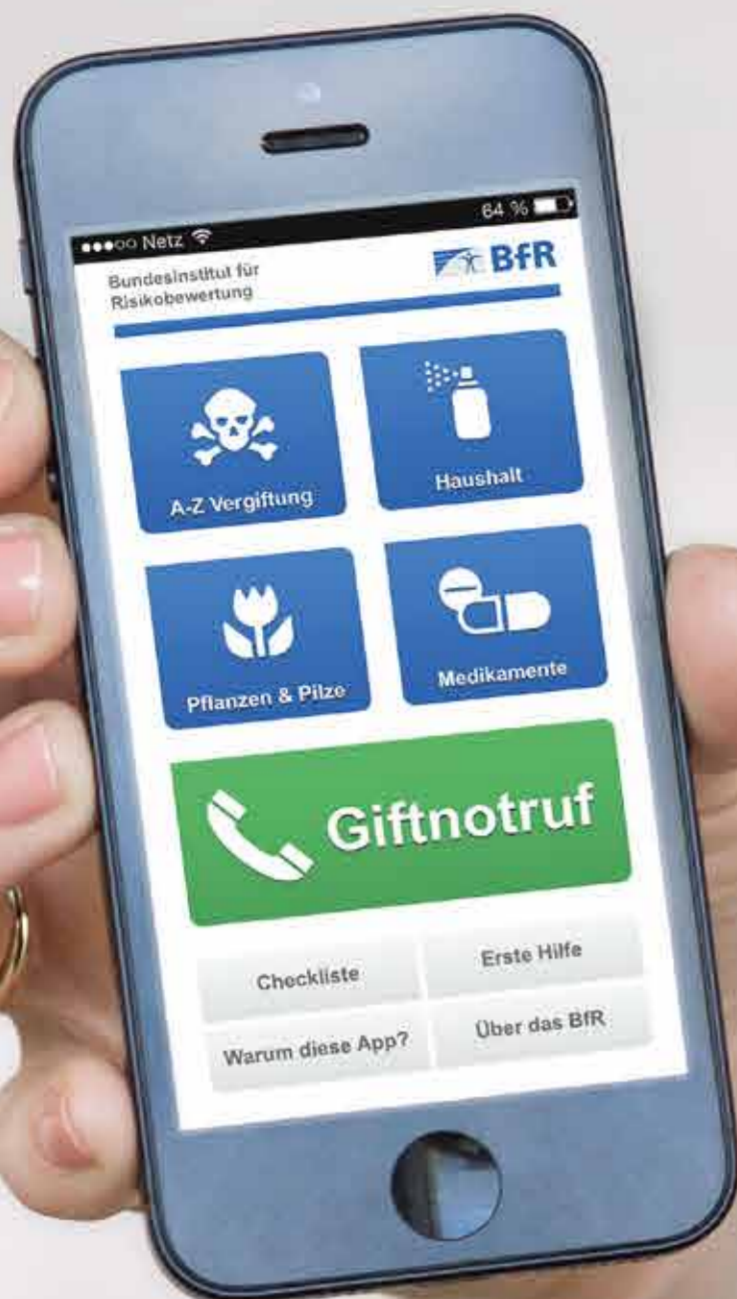 ●●●○○ Netz 64 %
Bundesinstitut für
Risikobewertung
BfR
A-Z Vergiftung
Haushalt
Pflanzen & Pilze
Medikamente
Giftnotruf
Checkliste
Erste Hilfe
Warum diese App?
Über das BfR